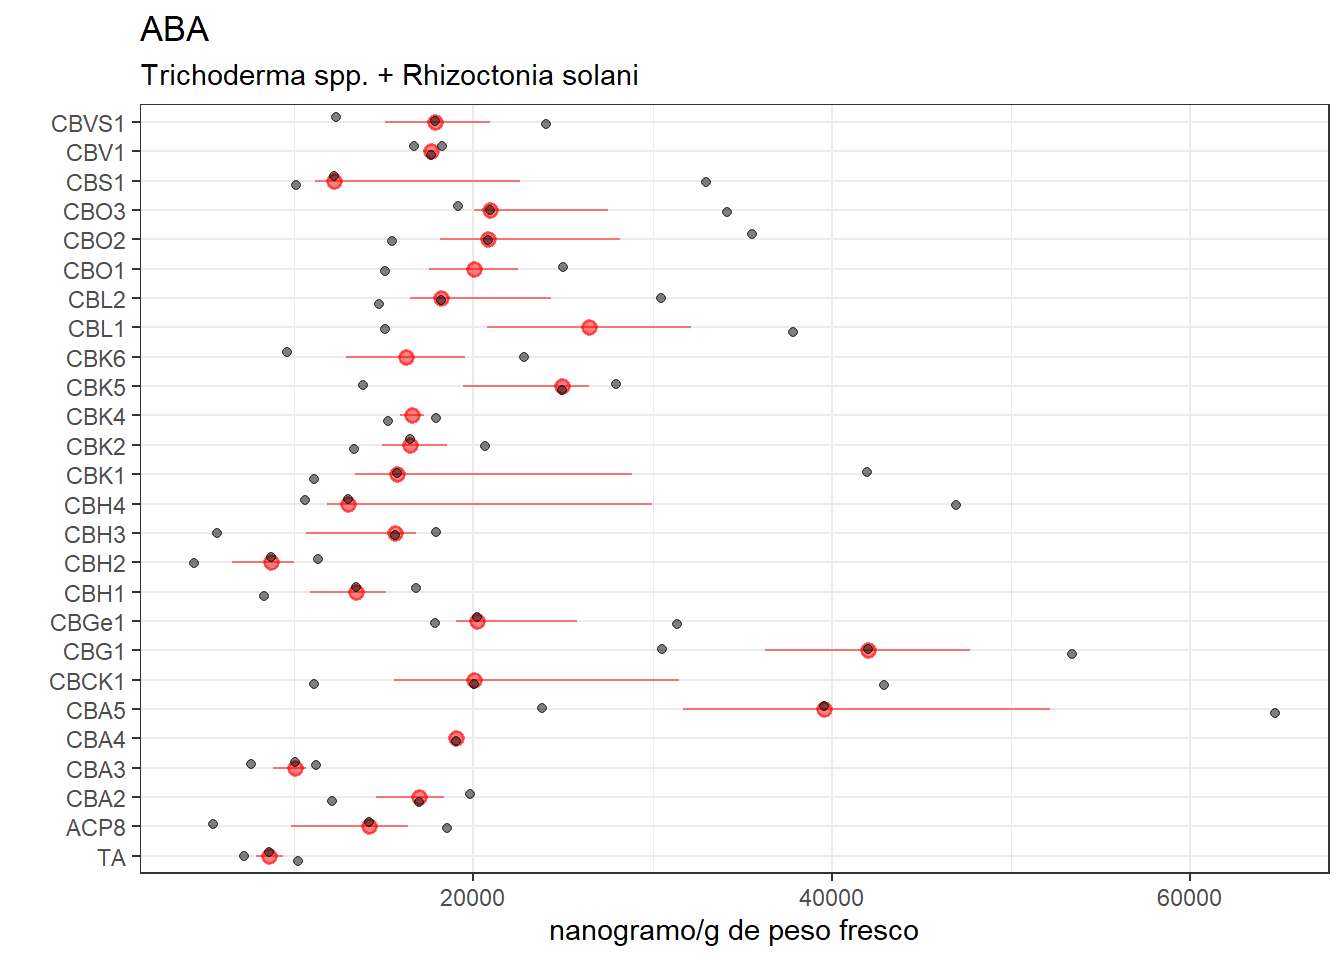 ABA
Trichoderma spp. + Rhizoctonia solani
CBVS1
CBV1
CBS1
CBO3
CBO2
CBO1
CBL2
CBL1
CBK6
CBK5
CBK4
CBK2
CBK1
CBH4
CBH3
CBH2
CBH1
CBGe1
CBG1
CBCK1
CBA5
CBA4
CBA3
CBA2
ACP8
TA
20000 40000 60000
nanogramo/g de peso fresco